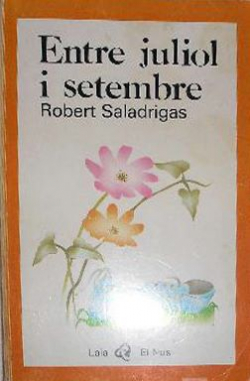 Entre juliol
i setembre
Robert Saladrigas
Laia El Nus